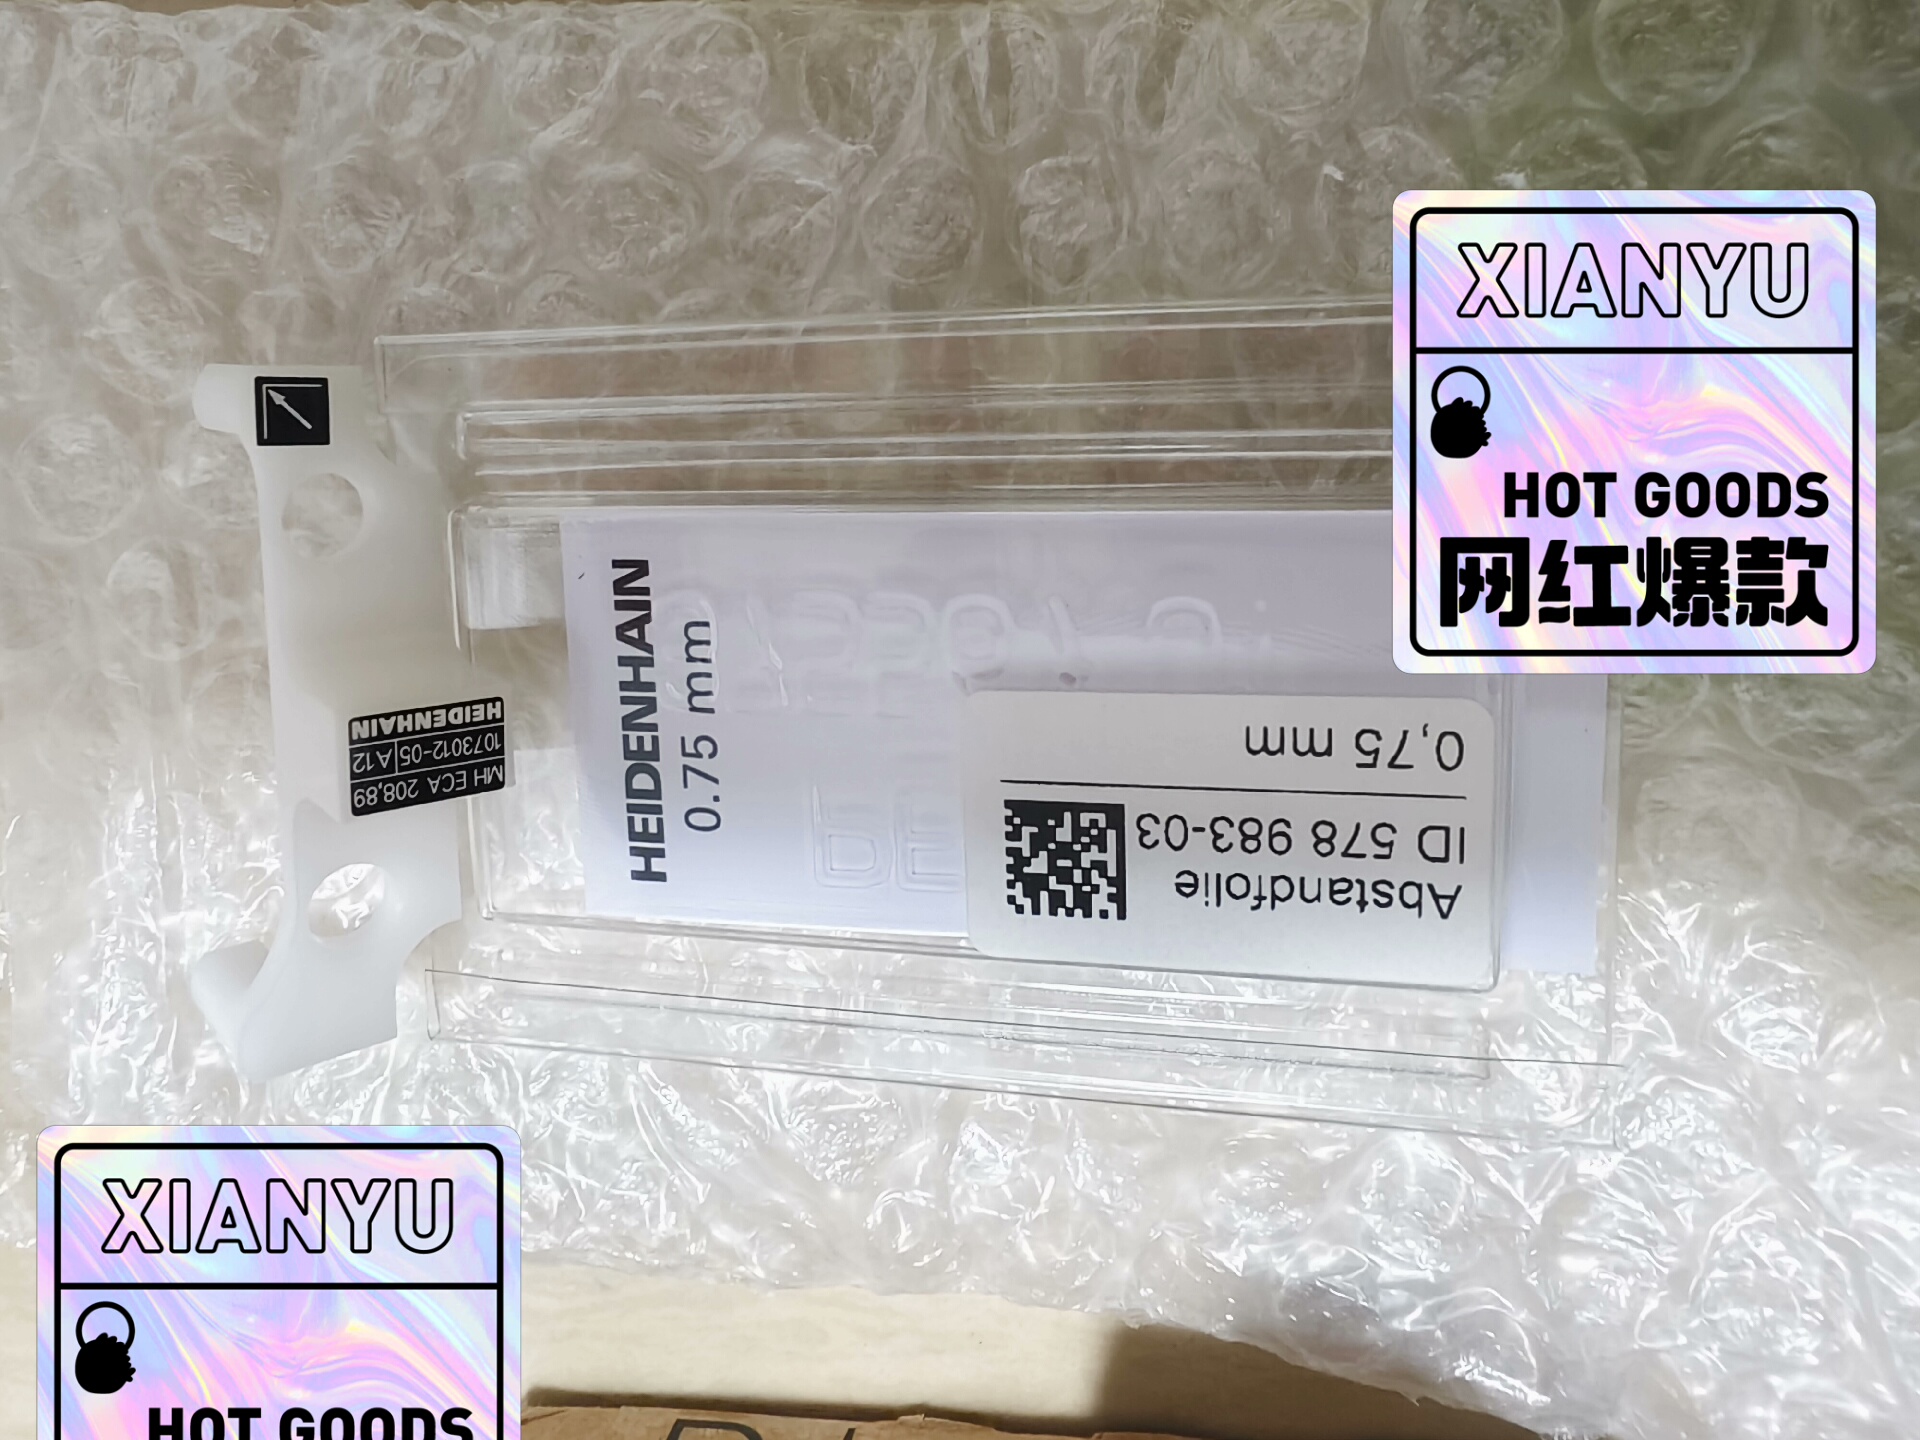 XIANYU
HOT GOODS
网红爆款
HEIDENHAIN
0.75 mm
MH ECA 208,89
1073012-05 A 12
HEIDENHAIN
Abstandfolie
ID 578 983-03
0,75 mm
XIANYU
HOT GOODS